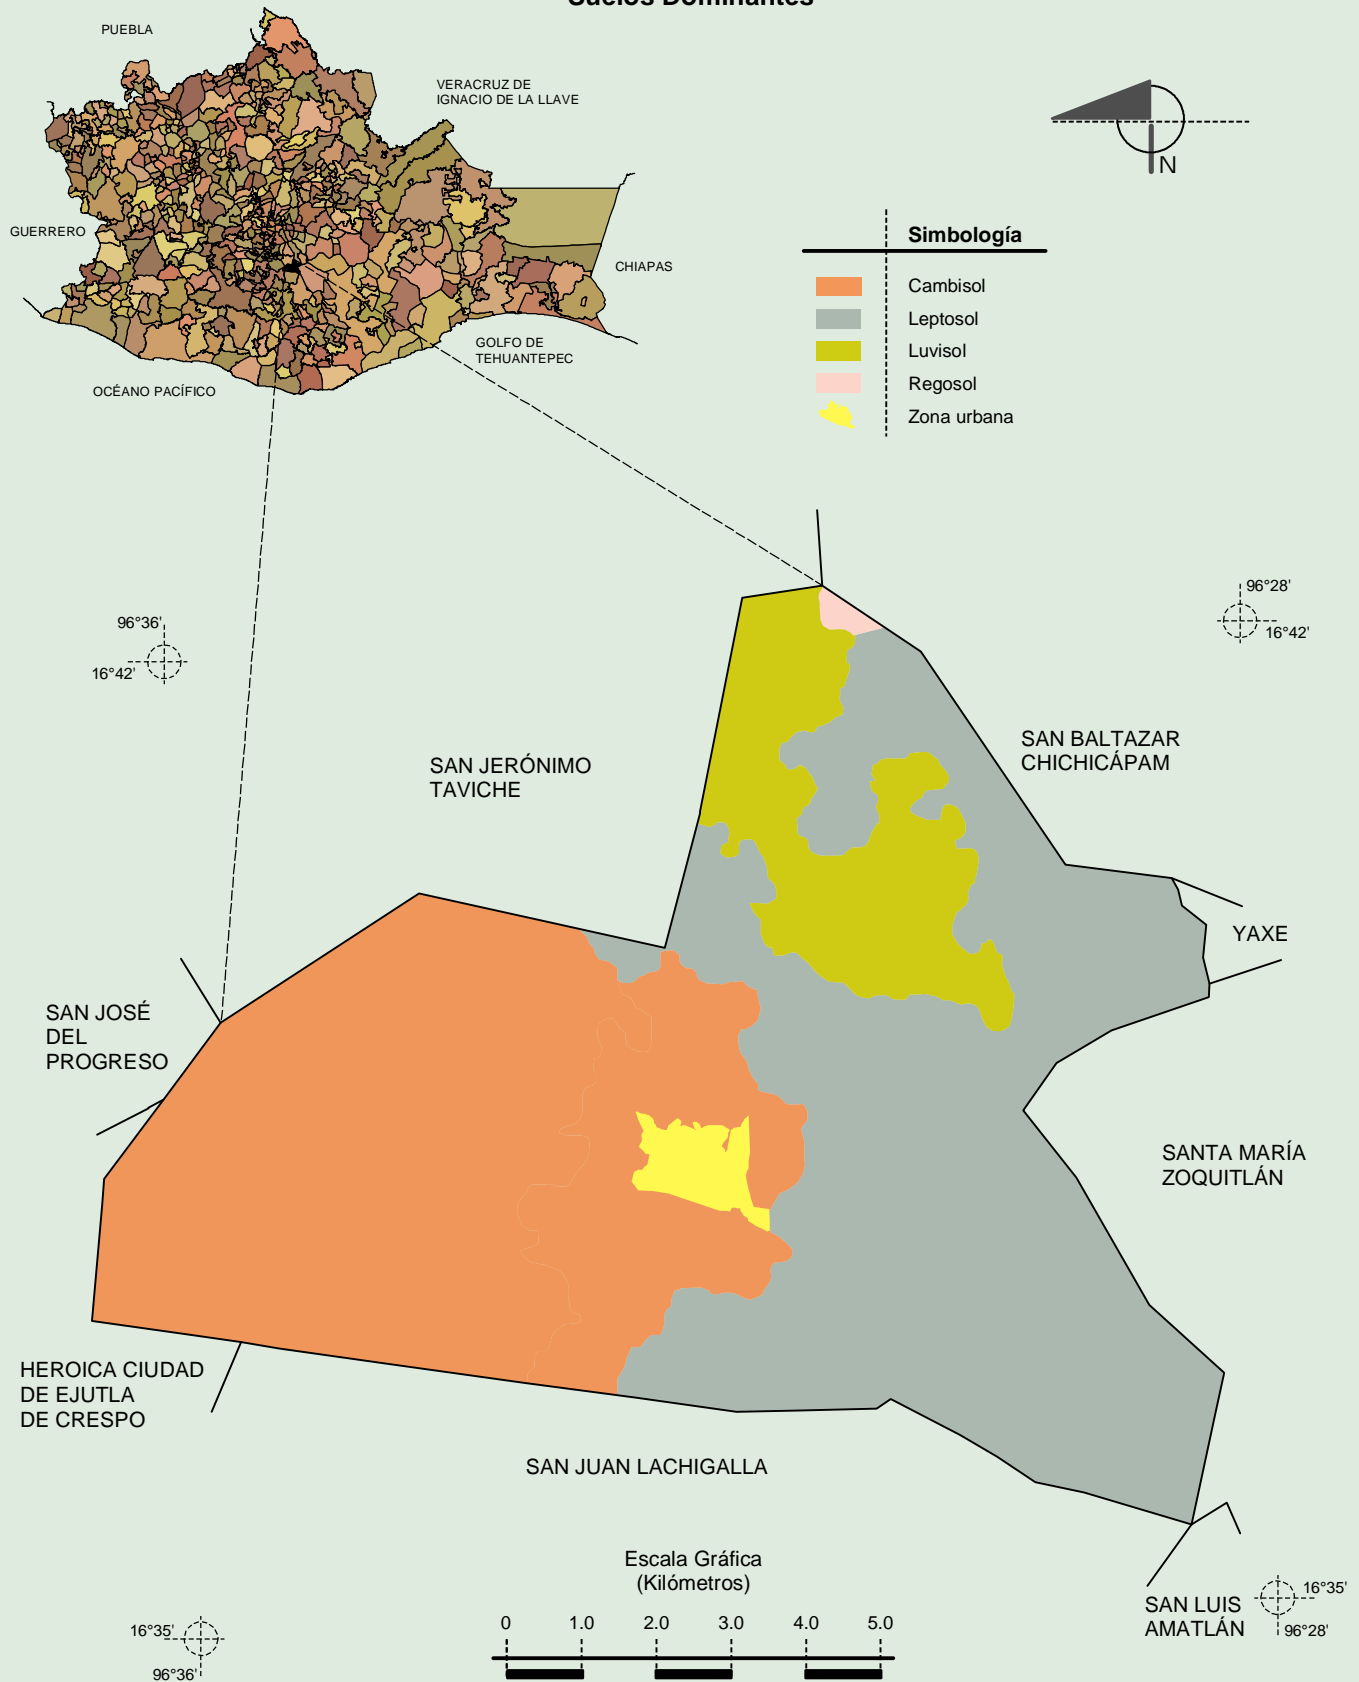 Suelos Dominantes
PUEBLA
VERACRUZ DE
IGNACIO DE LA LLAVE
GUERRERO
CHIAPAS
GOLFO DE
TEHUANTEPEC
OCÉANO PACÍFICO
N
Simbología
Cambisol
Leptosol
Luvisol
Regosol
Zona urbana
96°36'
16°42'
96°28'
16°42'
SAN JERÓNIMO
TAVICHE
SAN BALTAZAR
CHICHICÁPAM
YAXE
SAN JOSÉ
DEL
PROGRESO
SANTA MARÍA
ZOQUITLÁN
HEROICA CIUDAD
DE EJUTLA
DE CRESPO
SAN JUAN LACHIGALLA
SAN LUIS
AMATLÁN
Escala Gráfica
(Kilómetros)
0 1.0 2.0 3.0 4.0 5.0
16°35'
96°36'
16°35'
96°28'